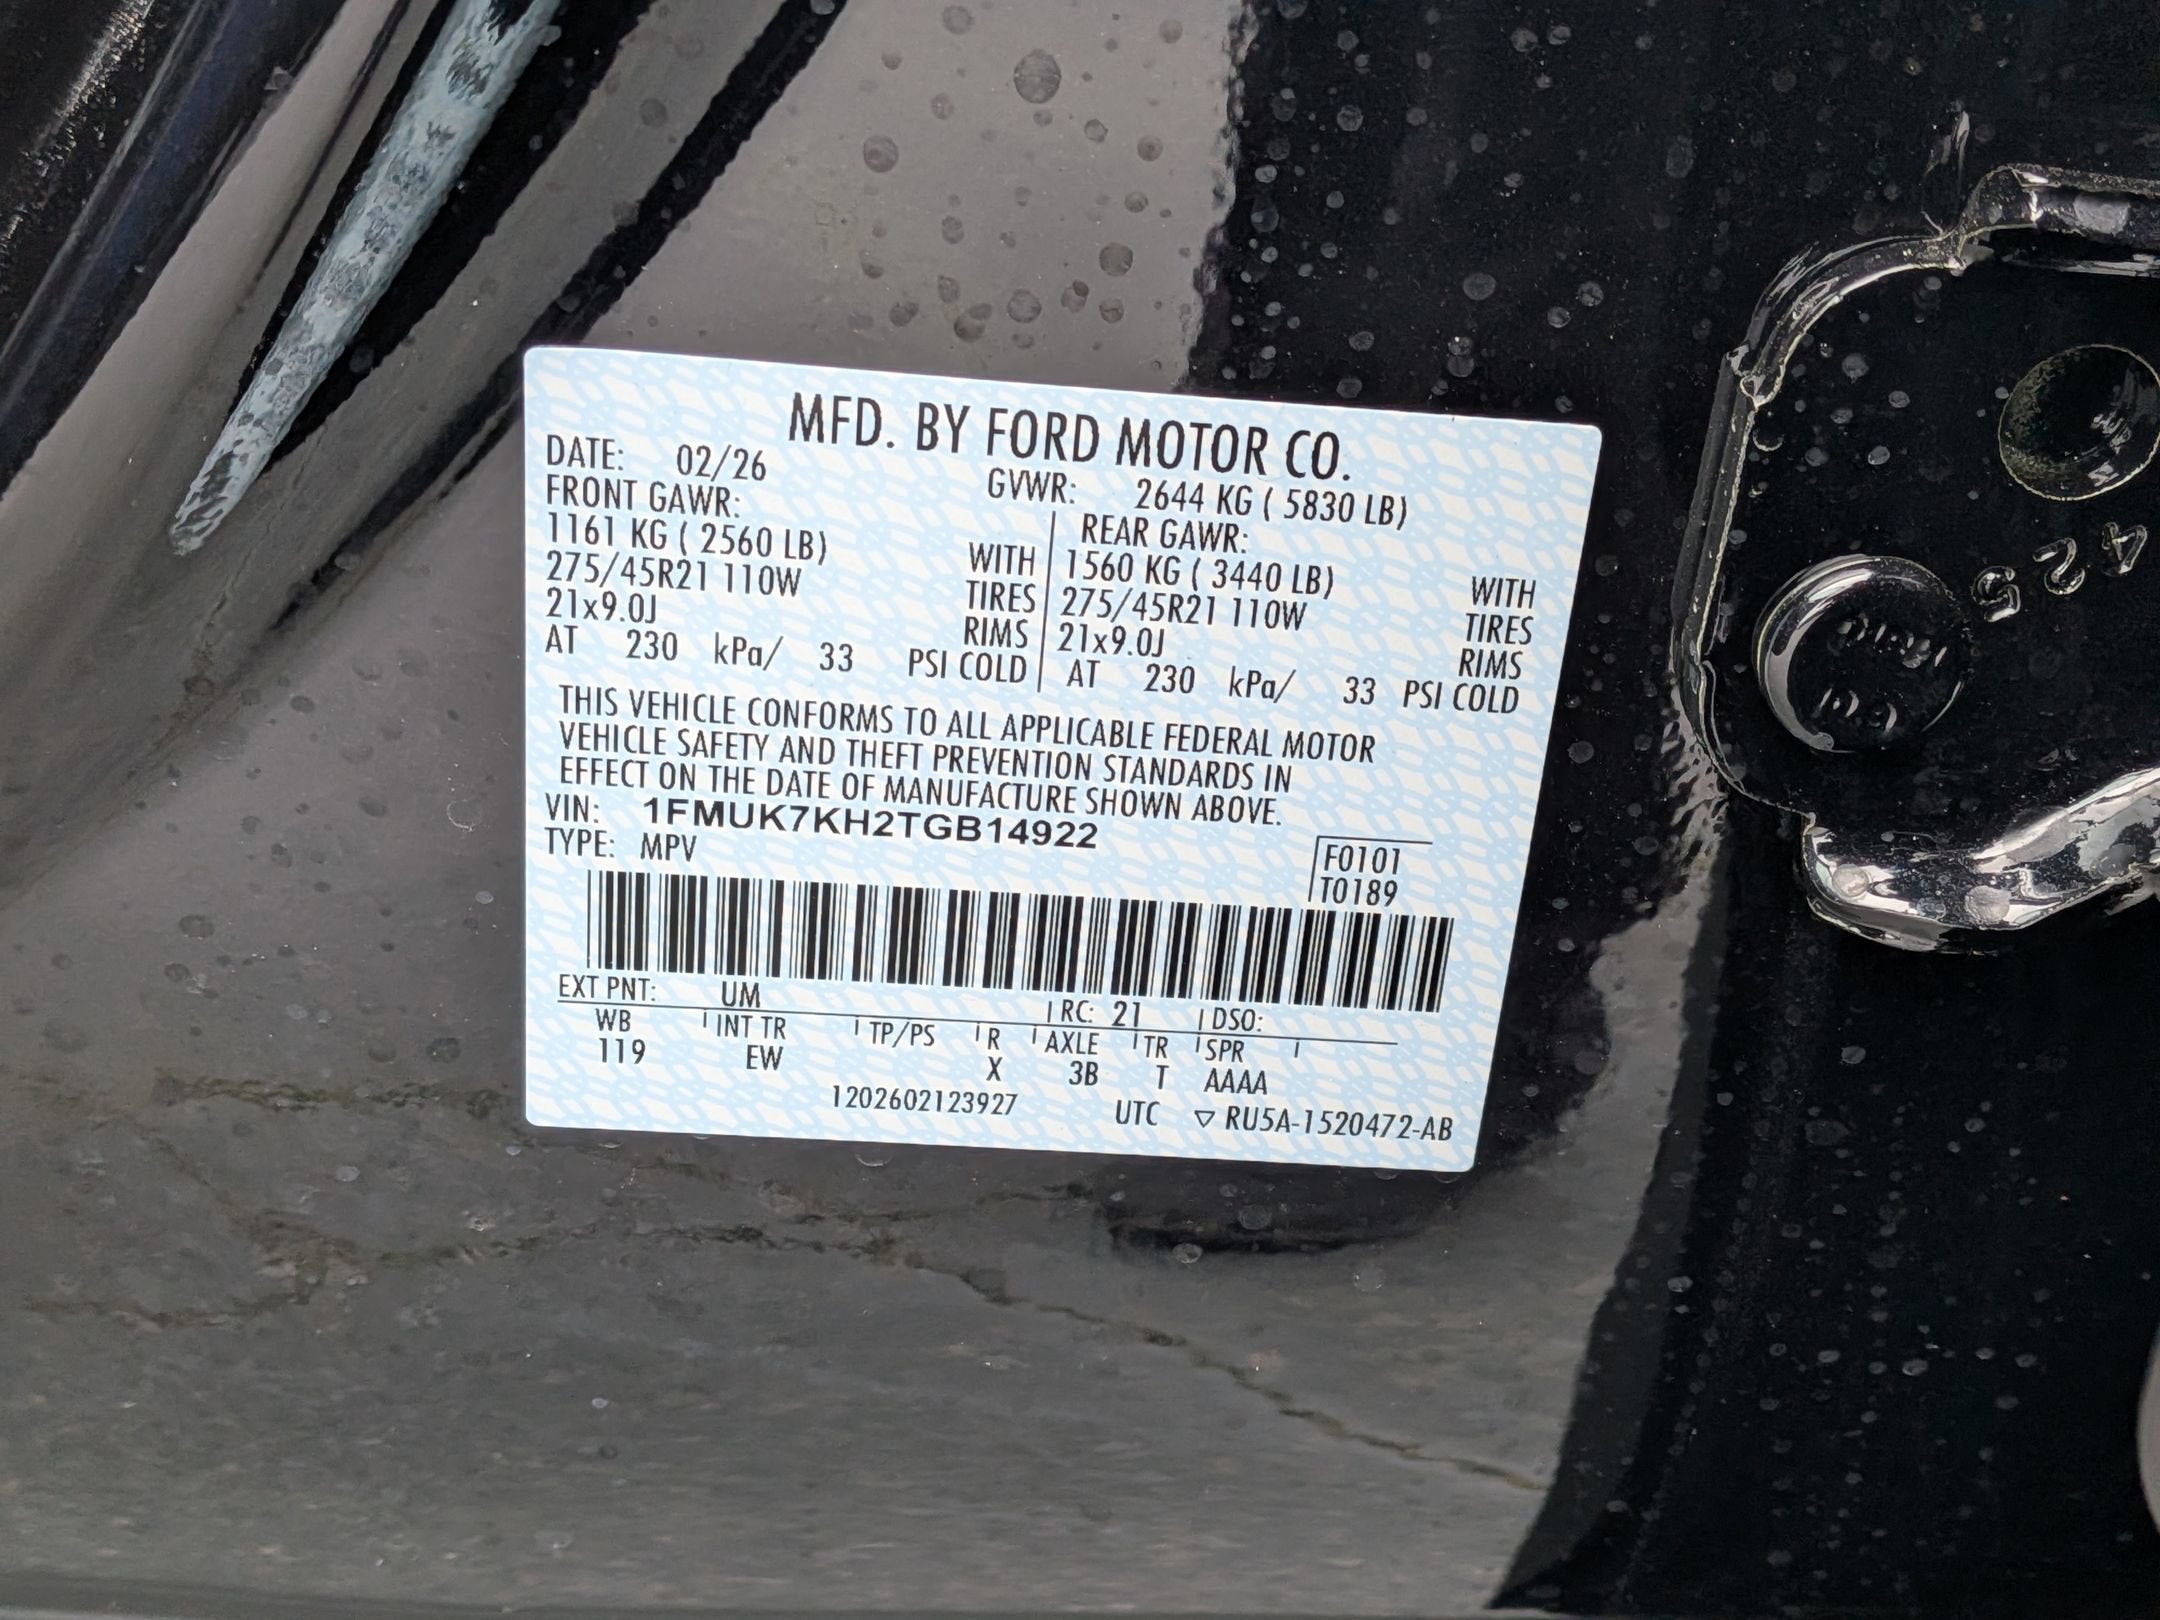 MFD. BY FORD MOTOR CO.
DATE: 02/26 GVWR: 2644 KG ( 5830 LB)
FRONT GAWR: REAR GAWR:
1161 KG ( 2560 LB) WITH 1560 KG ( 3440 LB) WITH
275/45R21 110W TIRES 275/45R21 110W TIRES
21x9.0J RIMS 21x9.0J RIMS
AT 230 kPa/ 33 PSI COLD AT 230 kPa/ 33 PSI COLD
THIS VEHICLE CONFORMS TO ALL APPLICABLE FEDERAL MOTOR
VEHICLE SAFETY AND THEFT PREVENTION STANDARDS IN
EFFECT ON THE DATE OF MANUFACTURE SHOWN ABOVE.
VIN: 1FMUK7KH2TGB14922
TYPE: MPV
F0101
T0189
EXT PNT: UM RC: 21 DSO:
WB INT TR TP/PS R AXLE TR SPR
119 EW X 3B T AAAA
1202602123927 UTC ▽ RU5A-1520472-AB
425